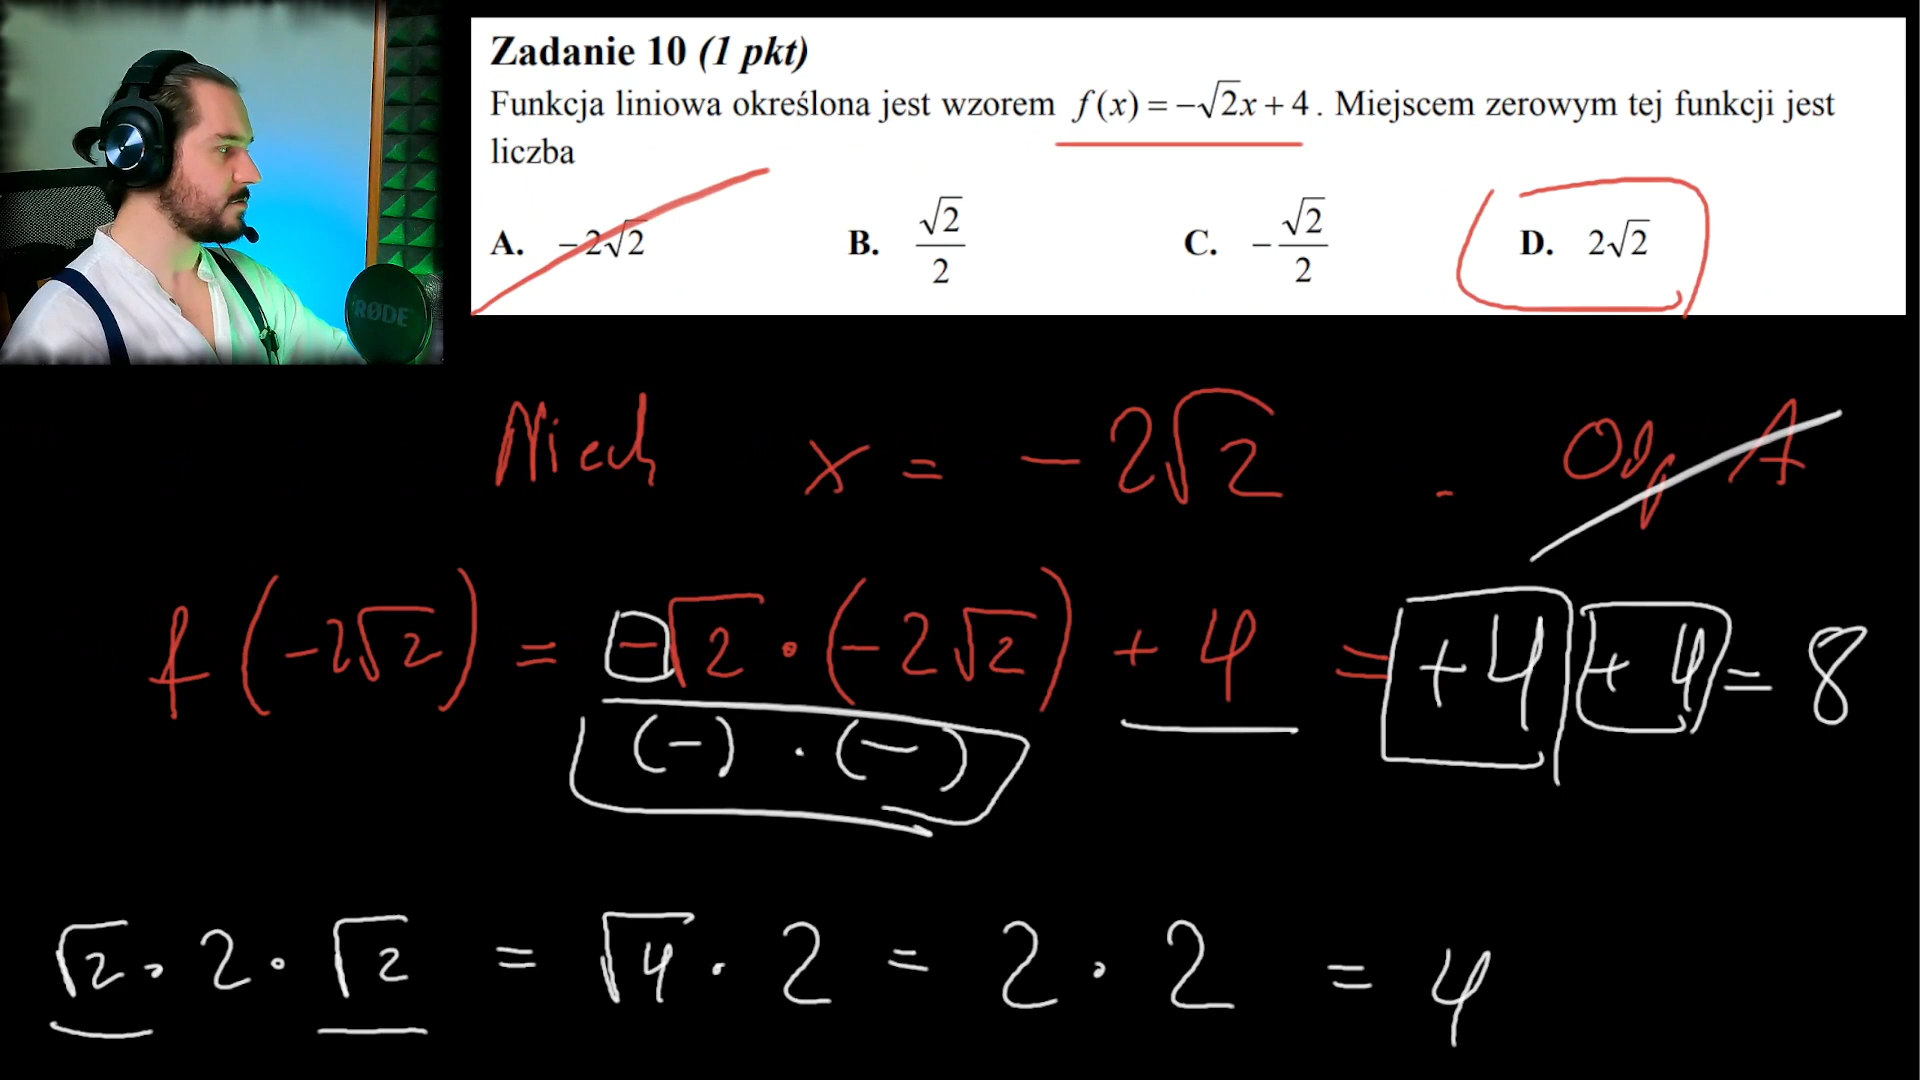 Zadanie 10 (1 pkt)
Funkcja liniowa określona jest wzorem f(x) = −√2x + 4. Miejscem zerowym tej funkcji jest
liczba
A. −2√2 B. √2/2 C. −√2/2 D. 2√2
RØDE
Niech x = −2√2 . Odp A
f(−2√2) = −√2 · (−2√2) + 4 = +4 + 4 = 8
(−) · (−)
√2 · 2 · √2 = √4 · 2 = 2 · 2 = 4